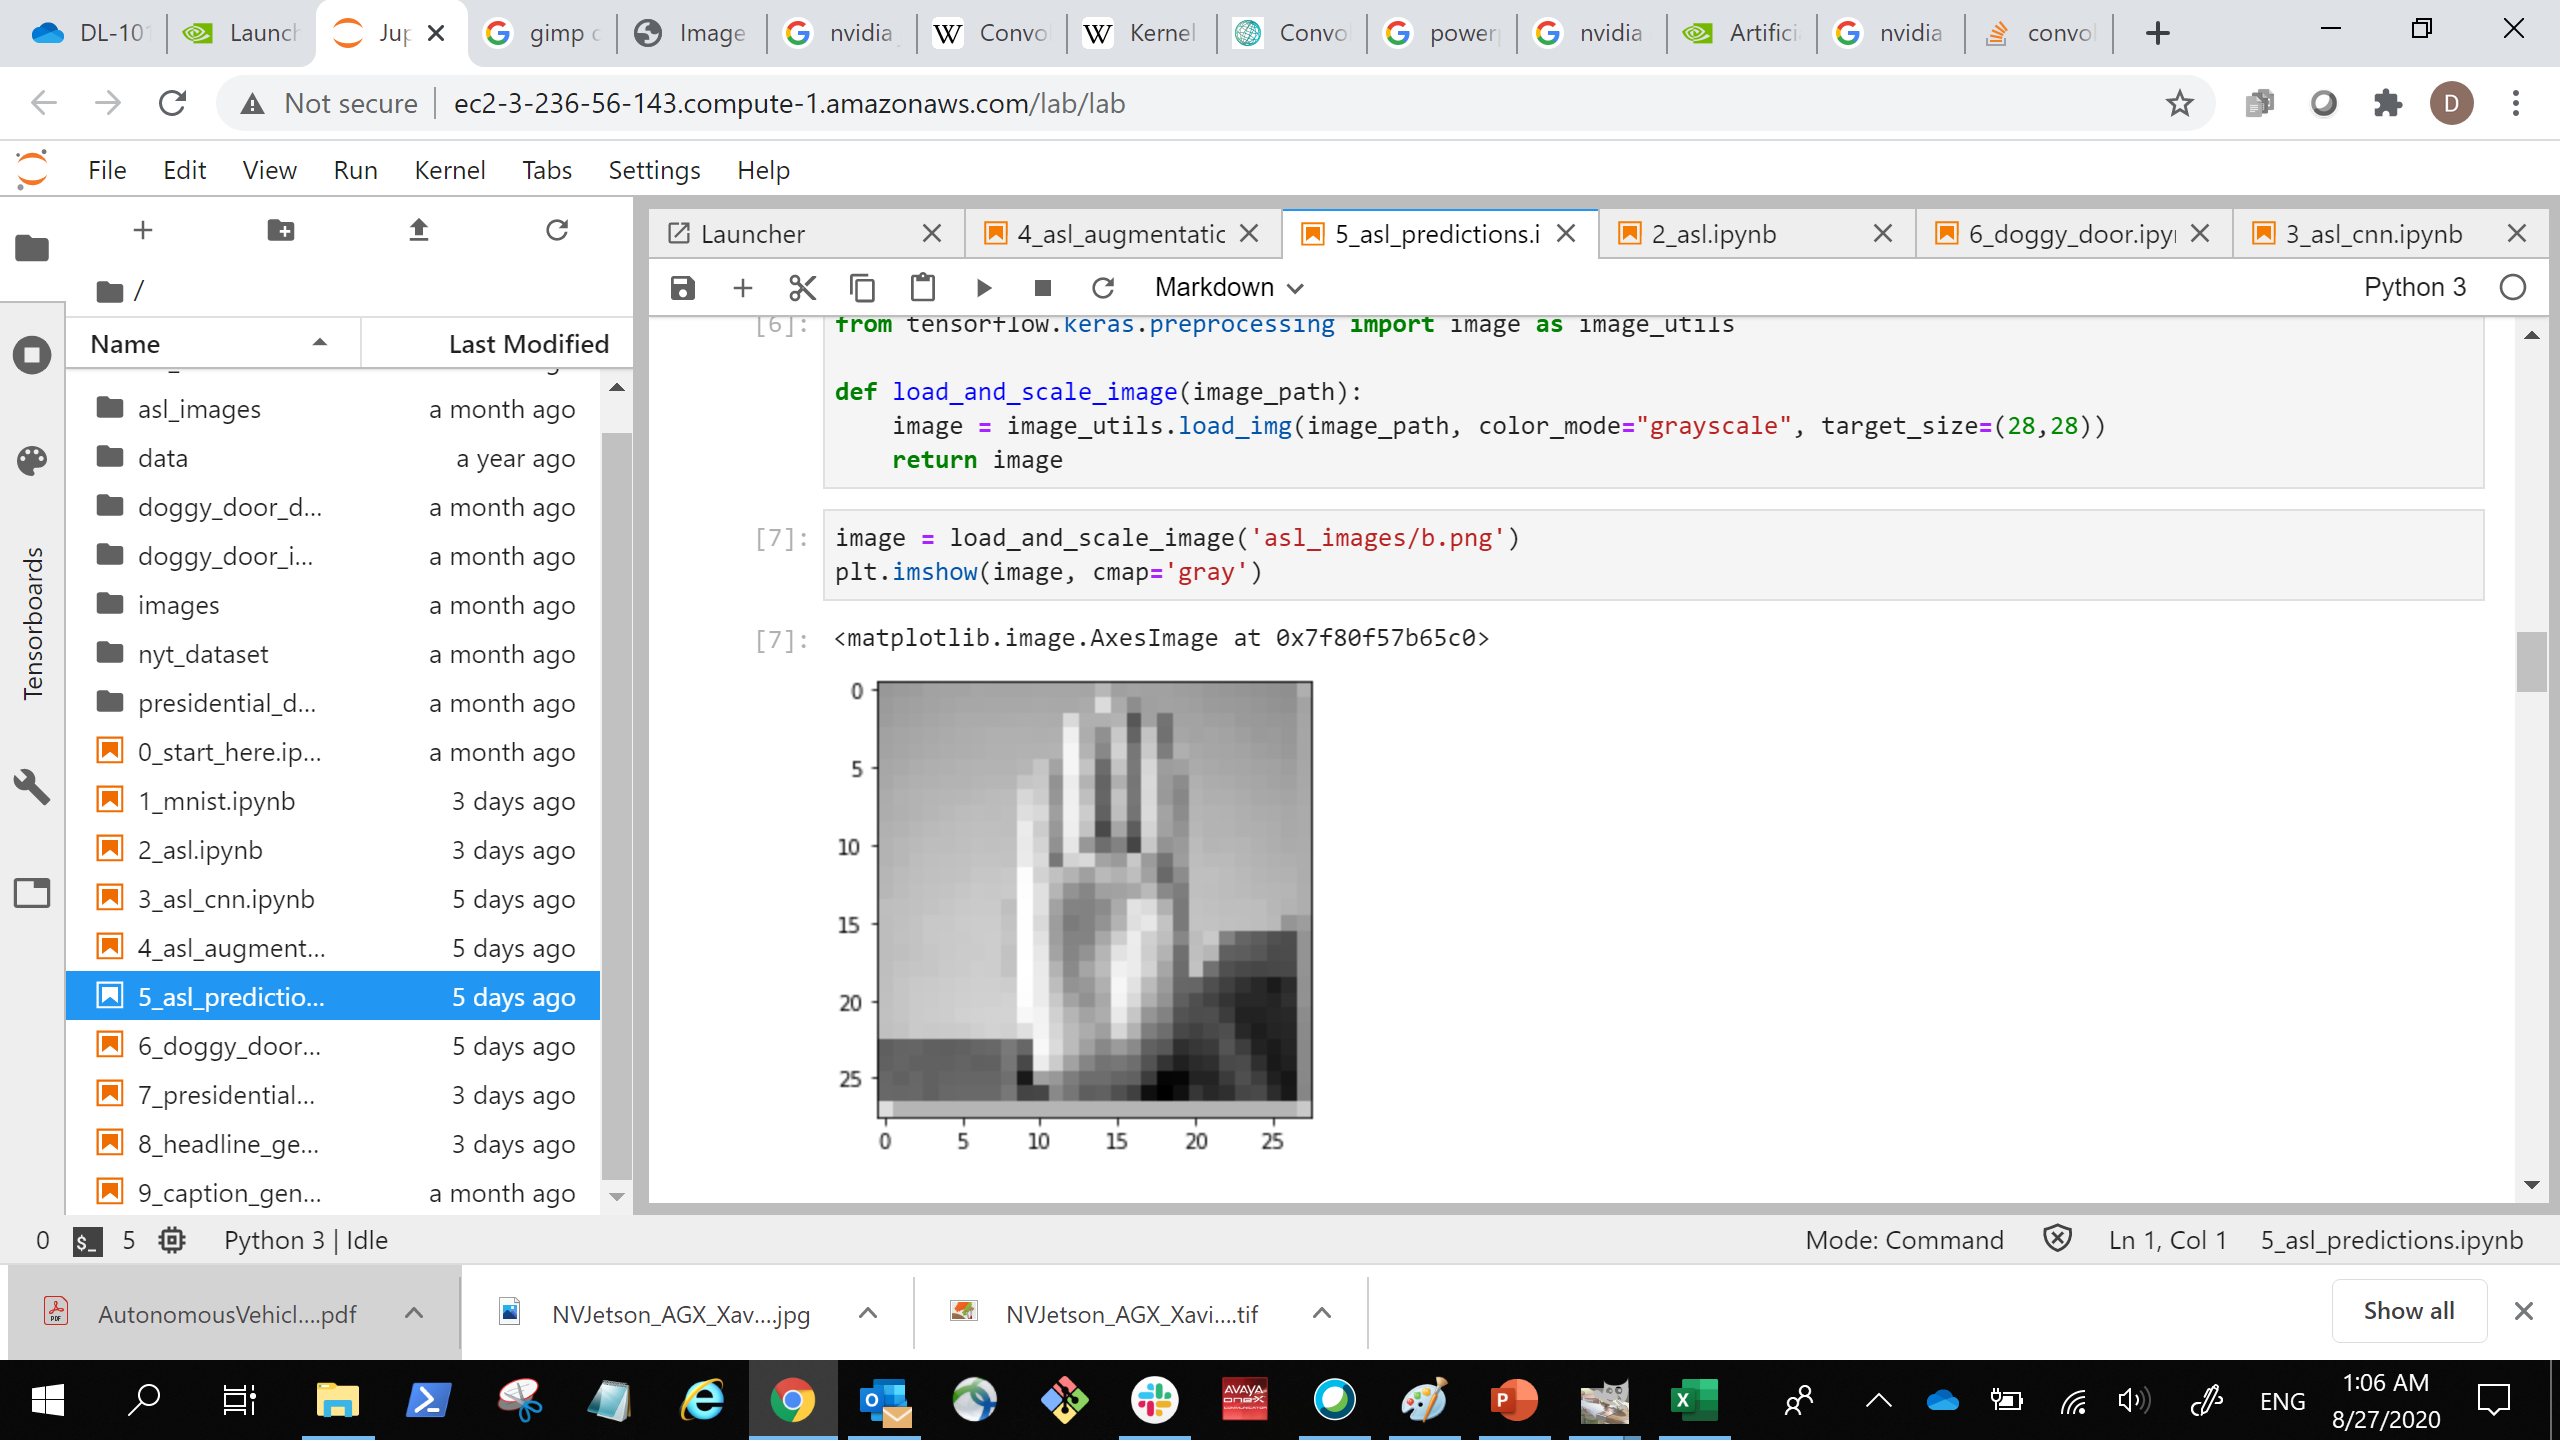 DL-101
Launch
Jup
gimp
Image
nvidia
Convol
Kernel
Convol
power
nvidia
Artifici
nvidia
convol
Not secure
ec2-3-236-56-143.compute-1.amazonaws.com/lab/lab
D
File Edit View Run Kernel Tabs Settings Help
Launcher
4_asl_augmentatic
5_asl_predictions.i
2_asl.ipynb
6_doggy_door.ipyn
3_asl_cnn.ipynb
/
Markdown
Python 3
Name Last Modified
asl_images a month ago
data a year ago
doggy_door_d... a month ago
doggy_door_i... a month ago
images a month ago
nyt_dataset a month ago
presidential_d... a month ago
0_start_here.ip... a month ago
1_mnist.ipynb 3 days ago
2_asl.ipynb 3 days ago
3_asl_cnn.ipynb 5 days ago
4_asl_augment... 5 days ago
5_asl_predictio... 5 days ago
6_doggy_door... 5 days ago
7_presidential... 3 days ago
8_headline_ge... 3 days ago
9_caption_gen... a month ago
Tensorboards
[6]: from tensorflow.keras.preprocessing import image as image_utils
def load_and_scale_image(image_path):
image = image_utils.load_img(image_path, color_mode="grayscale", target_size=(28,28))
return image
[7]: image = load_and_scale_image('asl_images/b.png')
plt.imshow(image, cmap='gray')
[7]: <matplotlib.image.AxesImage at 0x7f80f57b65c0>
0
5
10
15
20
25
0 5 10 15 20 25
0 $_ 5 Python 3 | Idle
Mode: Command Ln 1, Col 1 5_asl_predictions.ipynb
AutonomousVehicl....pdf
NVJetson_AGX_Xav....jpg
NVJetson_AGX_Xavi....tif
Show all
AVAYA
ENG
1:06 AM
8/27/2020